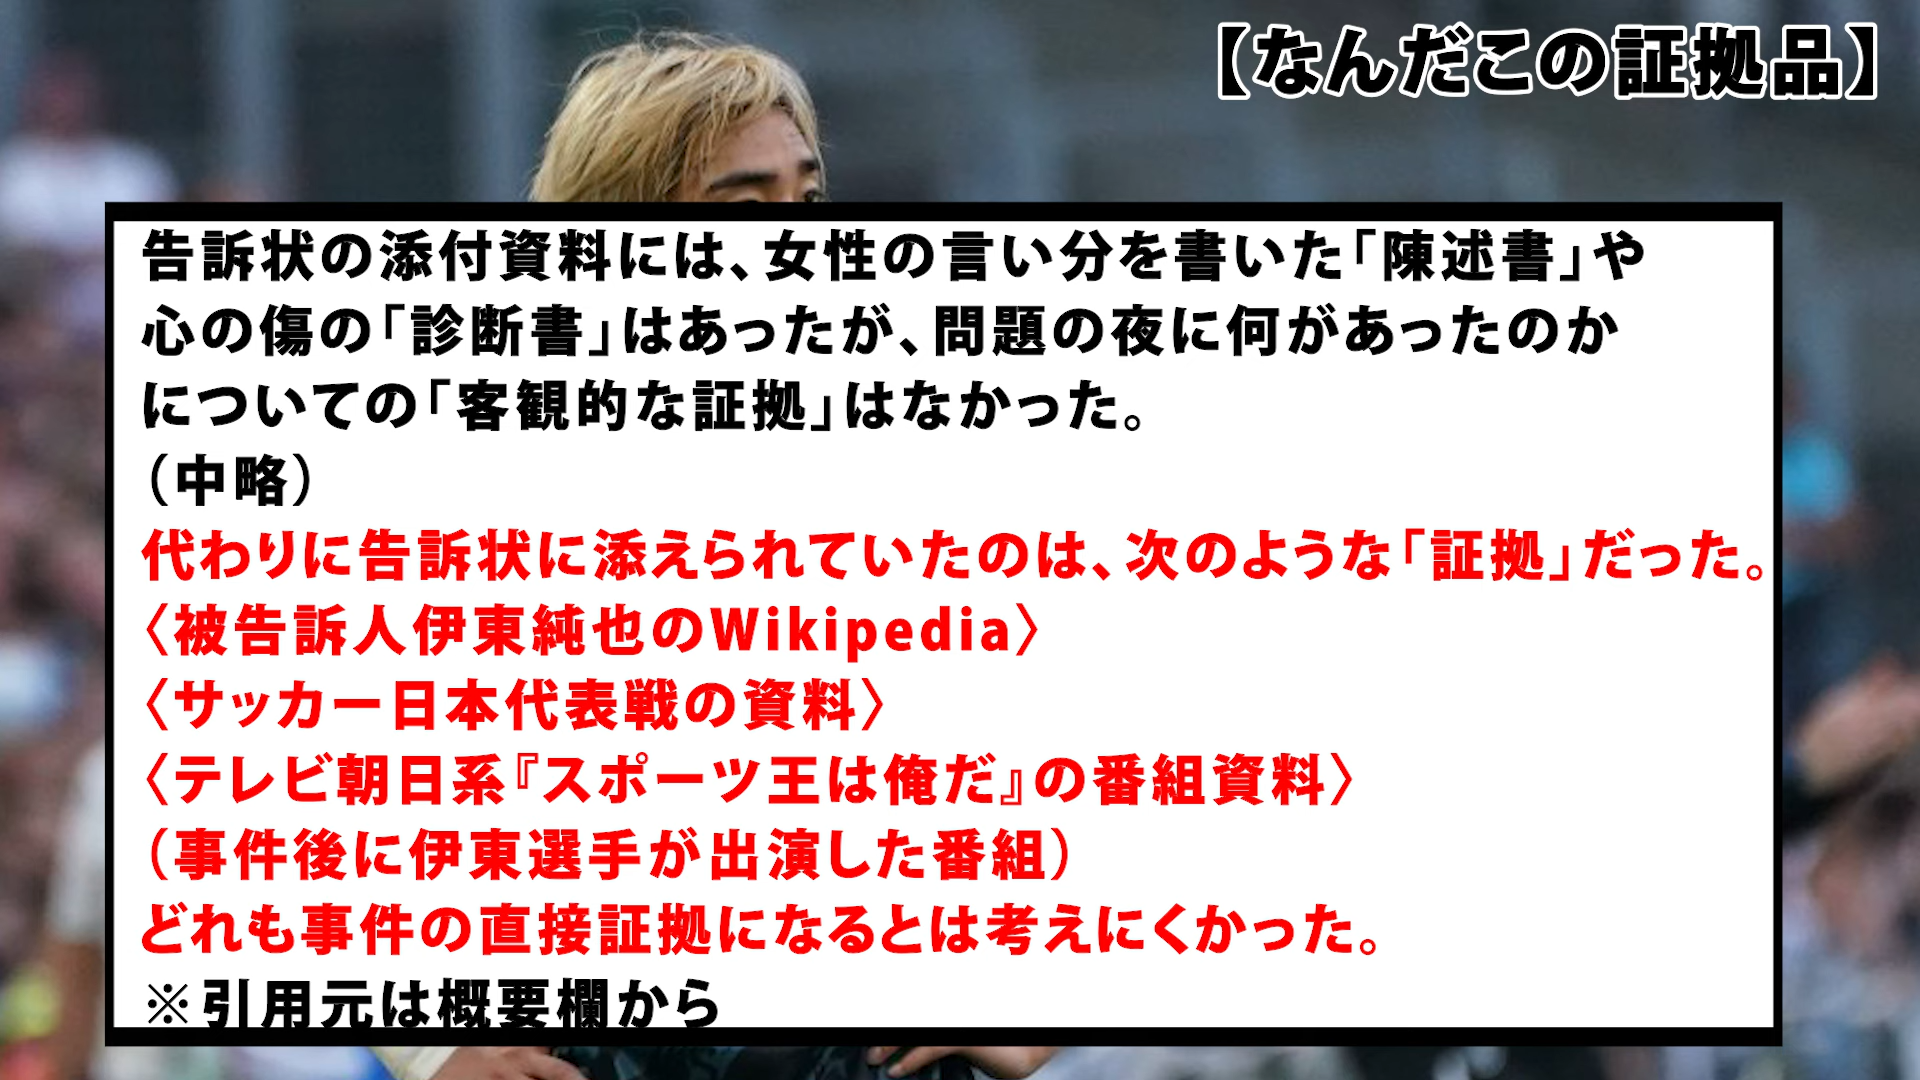 【なんだこの証拠品】
告訴状の添付資料には、女性の言い分を書いた「陳述書」や
心の傷の「診断書」はあったが、問題の夜に何があったのか
についての「客観的な証拠」はなかった。
（中略）
代わりに告訴状に添えられていたのは、次のような「証拠」だった。
〈被告訴人伊東純也のWikipedia〉
〈サッカー日本代表戦の資料〉
〈テレビ朝日系『スポーツ王は俺だ』の番組資料〉
（事件後に伊東選手が出演した番組）
どれも事件の直接証拠になるとは考えにくかった。
※引用元は概要欄から